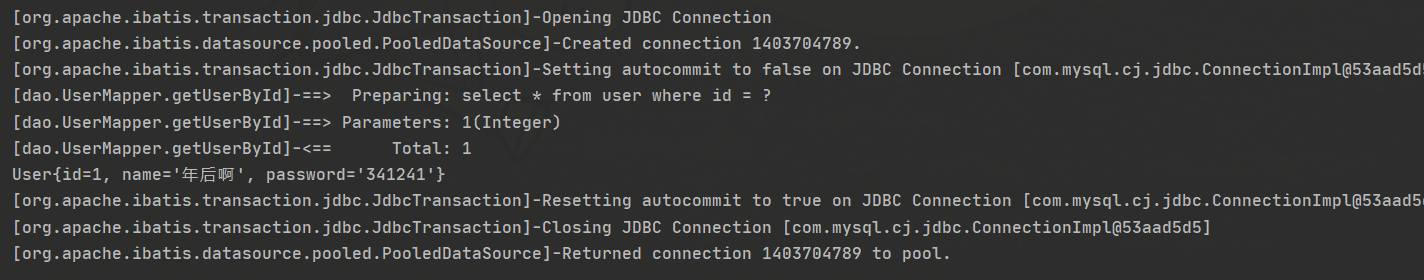 [org.apache.ibatis.transaction.jdbc.JdbcTransaction]-Opening JDBC Connection
[org.apache.ibatis.datasource.pooled.PooledDataSource]-Created connection 1403704789.
[org.apache.ibatis.transaction.jdbc.JdbcTransaction]-Setting autocommit to false on JDBC Connection [com.mysql.cj.jdbc.ConnectionImpl@53aad5d5
[dao.UserMapper.getUserById]-==>  Preparing: select * from user where id = ?
[dao.UserMapper.getUserById]-==> Parameters: 1(Integer)
[dao.UserMapper.getUserById]-<==      Total: 1
User{id=1, name='年后啊', password='341241'}
[org.apache.ibatis.transaction.jdbc.JdbcTransaction]-Resetting autocommit to true on JDBC Connection [com.mysql.cj.jdbc.ConnectionImpl@53aad5d
[org.apache.ibatis.transaction.jdbc.JdbcTransaction]-Closing JDBC Connection [com.mysql.cj.jdbc.ConnectionImpl@53aad5d5]
[org.apache.ibatis.datasource.pooled.PooledDataSource]-Returned connection 1403704789 to pool.